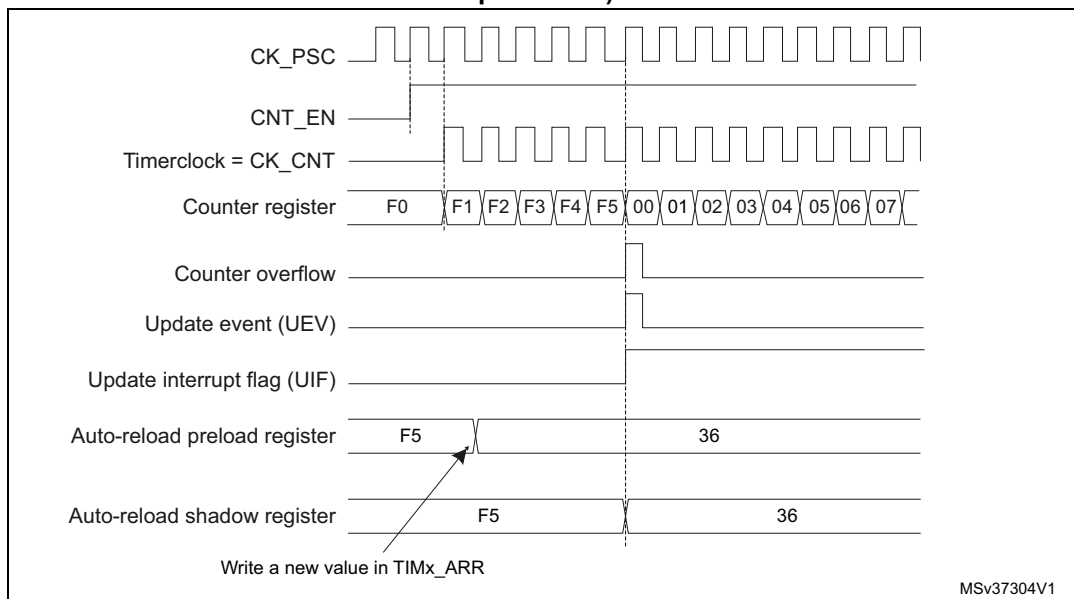 CK_PSC
CNT_EN
Timerclock = CK_CNT
Counter register F0 F1 F2 F3 F4 F5 00 01 02 03 04 05 06 07
Counter overflow
Update event (UEV)
Update interrupt flag (UIF)
Auto-reload preload register F5 36
Auto-reload shadow register F5 36
Write a new value in TIMx_ARR
MSv37304V1